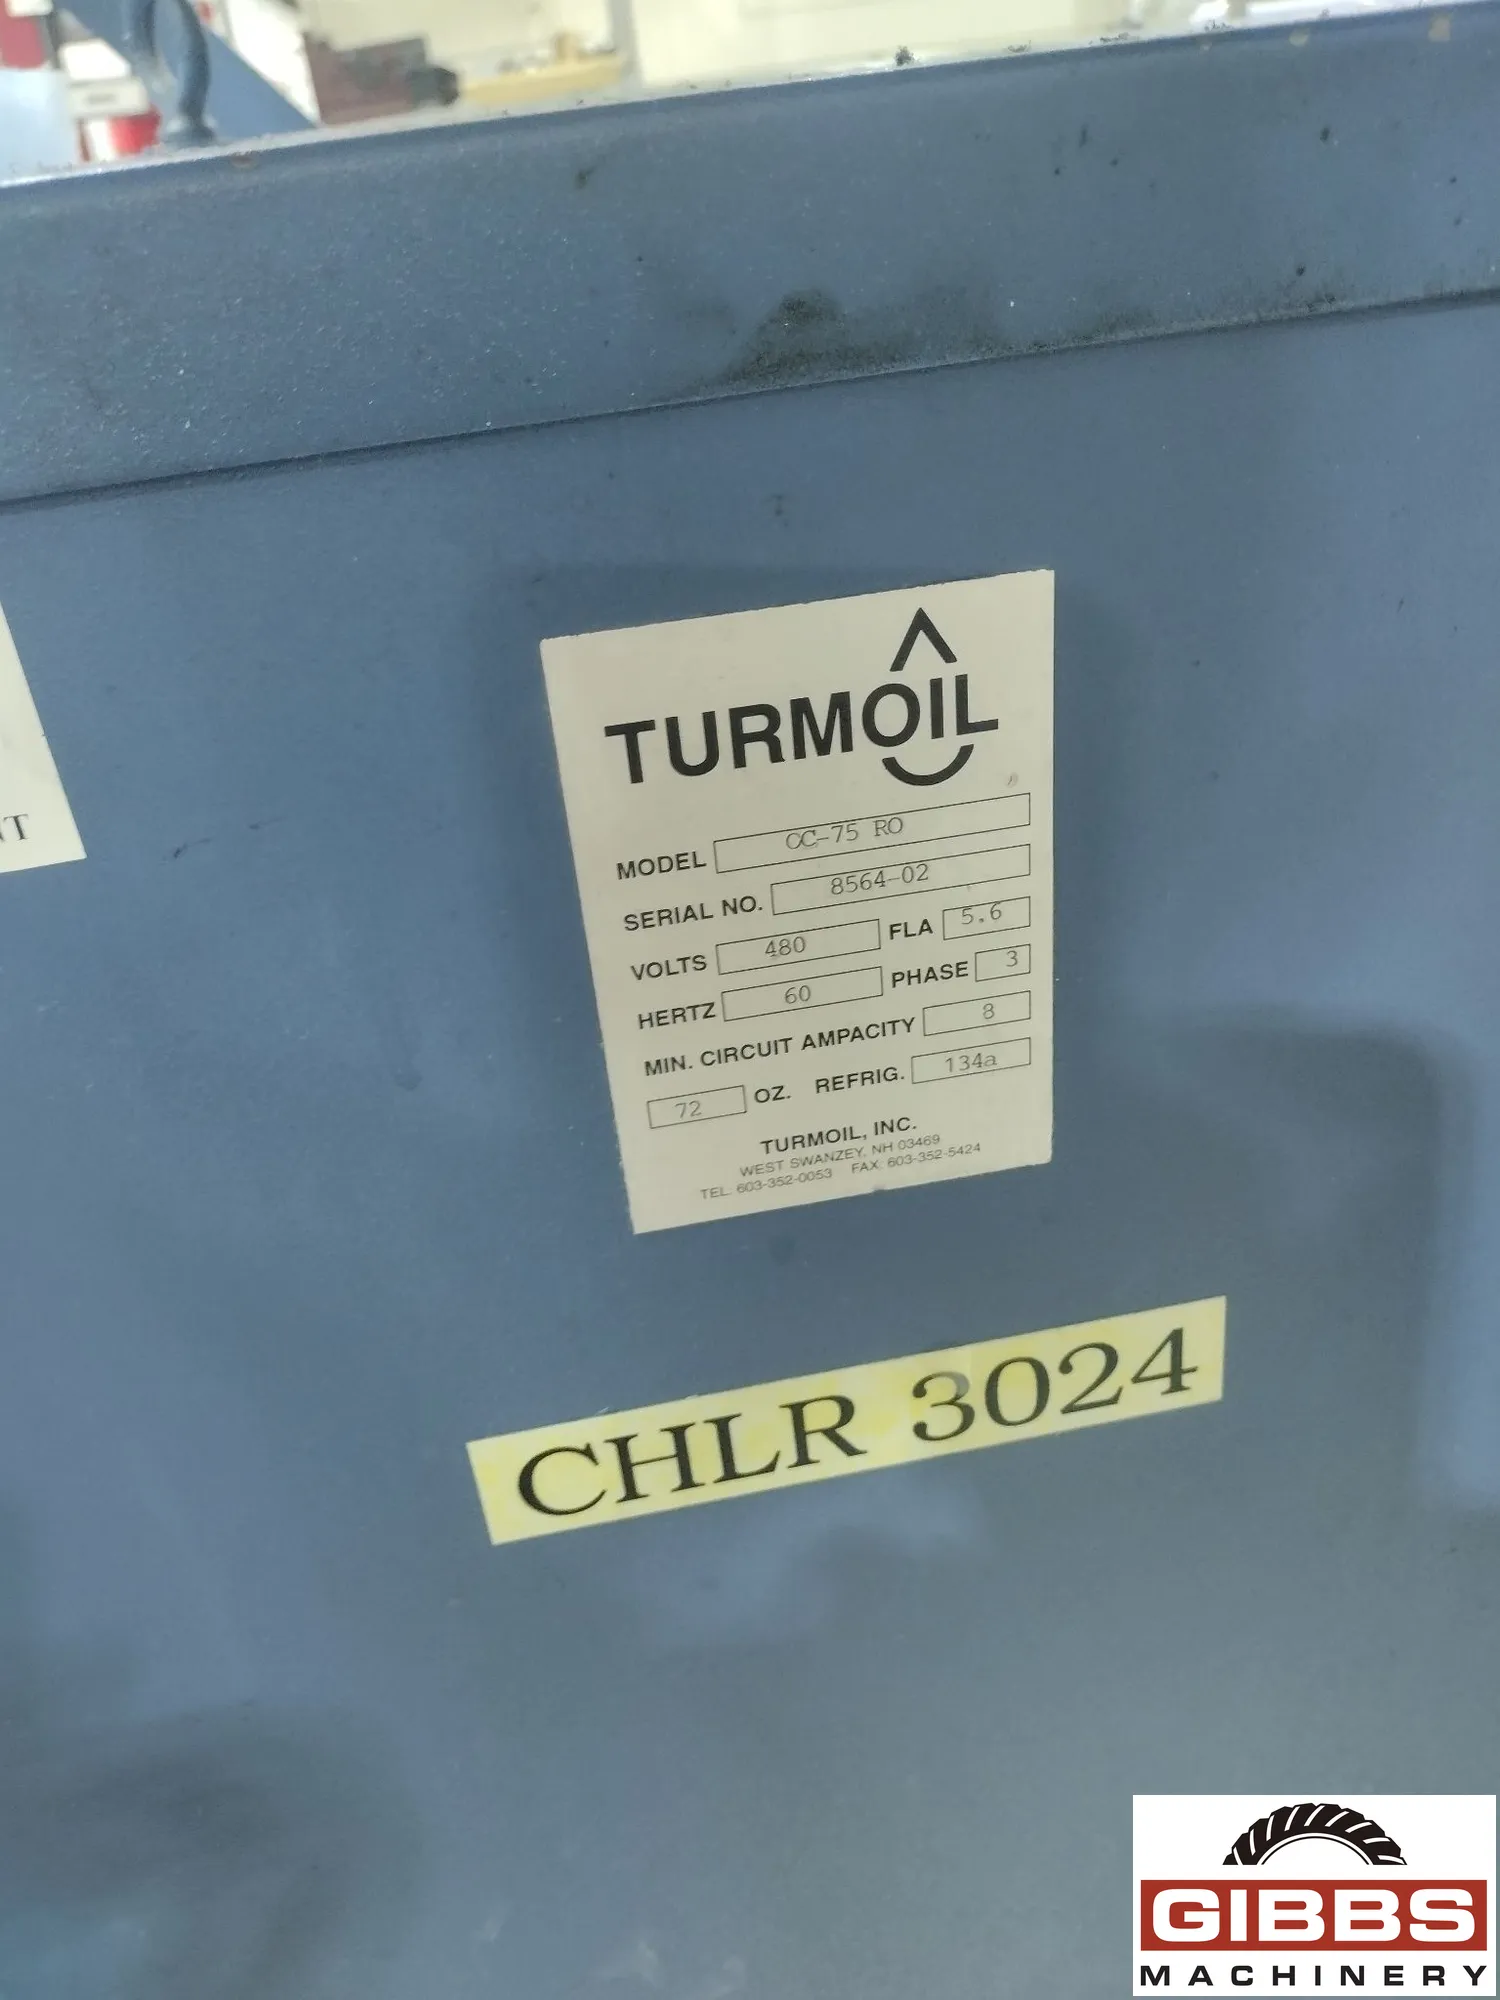 TURMOIL
MODEL CC-75 RO
SERIAL NO. 8564-02
VOLTS 480 FLA 5.6
HERTZ 60 PHASE 3
MIN. CIRCUIT AMPACITY 8
72 OZ. REFRIG. 134a
TURMOIL, INC.
WEST SWANZEY, NH 03469
TEL. 603-352-0053 FAX. 603-352-5424
CHLR 3024
GIBBS
MACHINERY